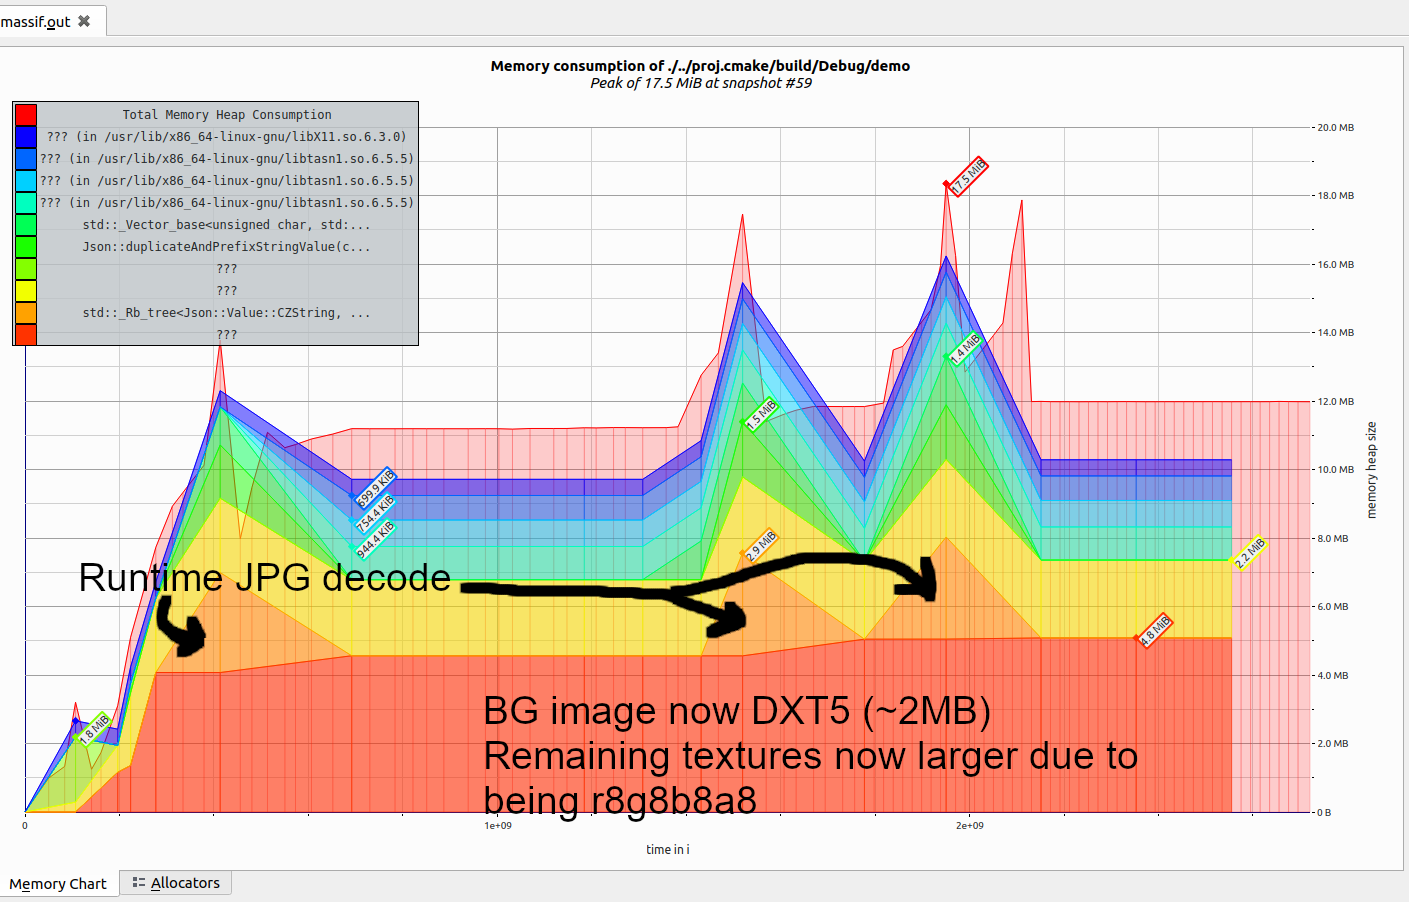 massif.out
Memory consumption of ./../proj.cmake/build/Debug/demo
Peak of 17.5 MiB at snapshot #59
Total Memory Heap Consumption
??? (in /usr/lib/x86_64-linux-gnu/libX11.so.6.3.0)
??? (in /usr/lib/x86_64-linux-gnu/libtasn1.so.6.5.5)
??? (in /usr/lib/x86_64-linux-gnu/libtasn1.so.6.5.5)
??? (in /usr/lib/x86_64-linux-gnu/libtasn1.so.6.5.5)
std::_Vector_base<unsigned char, std:...
Json::duplicateAndPrefixStringValue(c...
???
???
std::_Rb_tree<Json::Value::CZString, ...
???
20.0 MB
18.0 MB
16.0 MB
14.0 MB
12.0 MB
10.0 MB
8.0 MB
6.0 MB
4.0 MB
2.0 MB
0 B
memory heap size
17.5 MiB
1.4 MiB
1.5 MiB
699.9 KiB
754.4 KiB
944.4 KiB
2.9 MiB
2.2 MiB
4.8 MiB
1.8 MiB
Runtime JPG decode
BG image now DXT5 (~2MB)
Remaining textures now larger due to
being r8g8b8a8
0
1e+09
2e+09
time in i
Memory Chart
Allocators